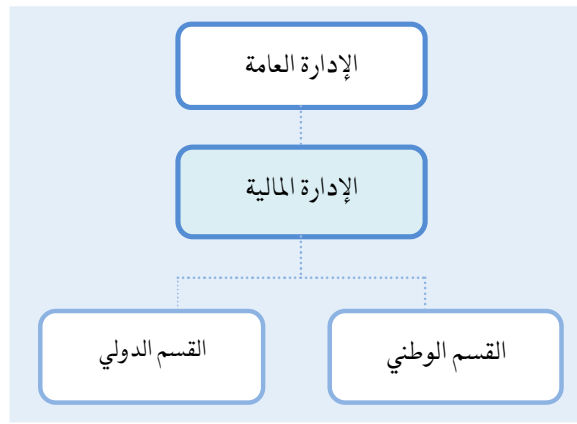 الإدارة العامة
الإدارة المالية
القسم الوطني
القسم الدولي